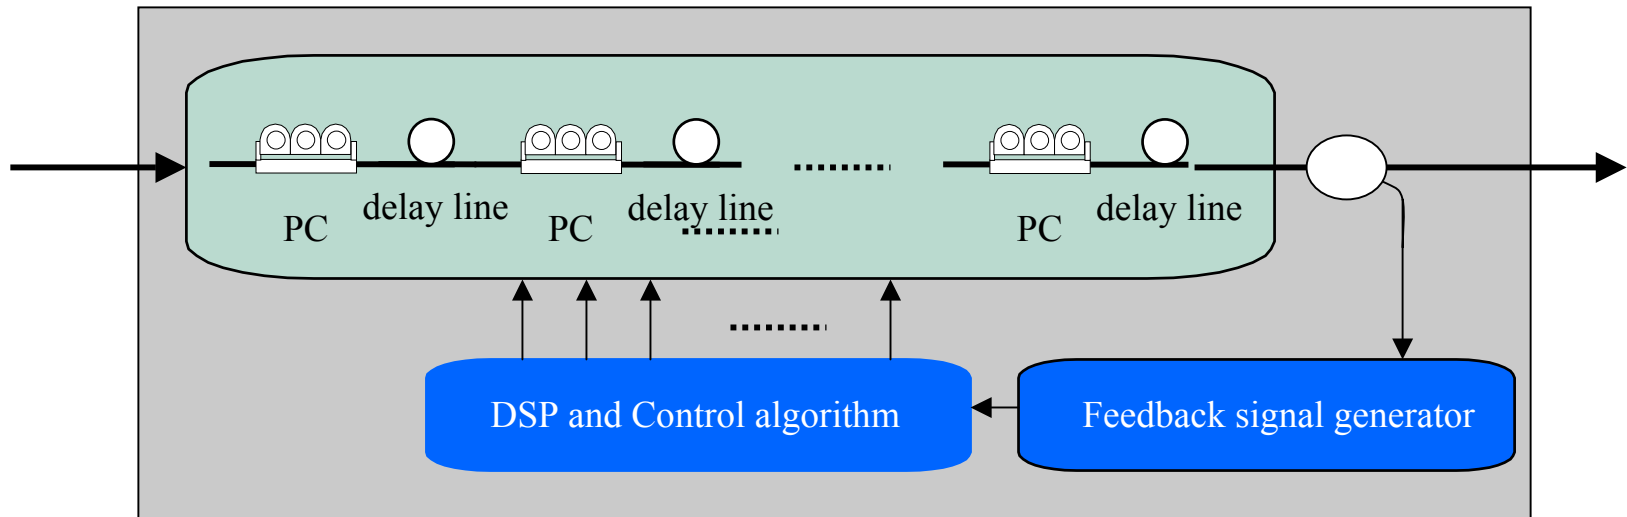 delay line
delay line
delay line
PC
PC
PC
DSP and Control algorithm
Feedback signal generator